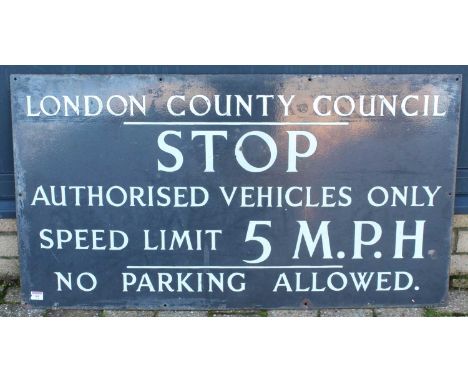 LONDON COUNTY COUNCIL
STOP
AUTHORISED VEHICLES ONLY
SPEED LIMIT 5 M.P.H.
NO PARKING ALLOWED.